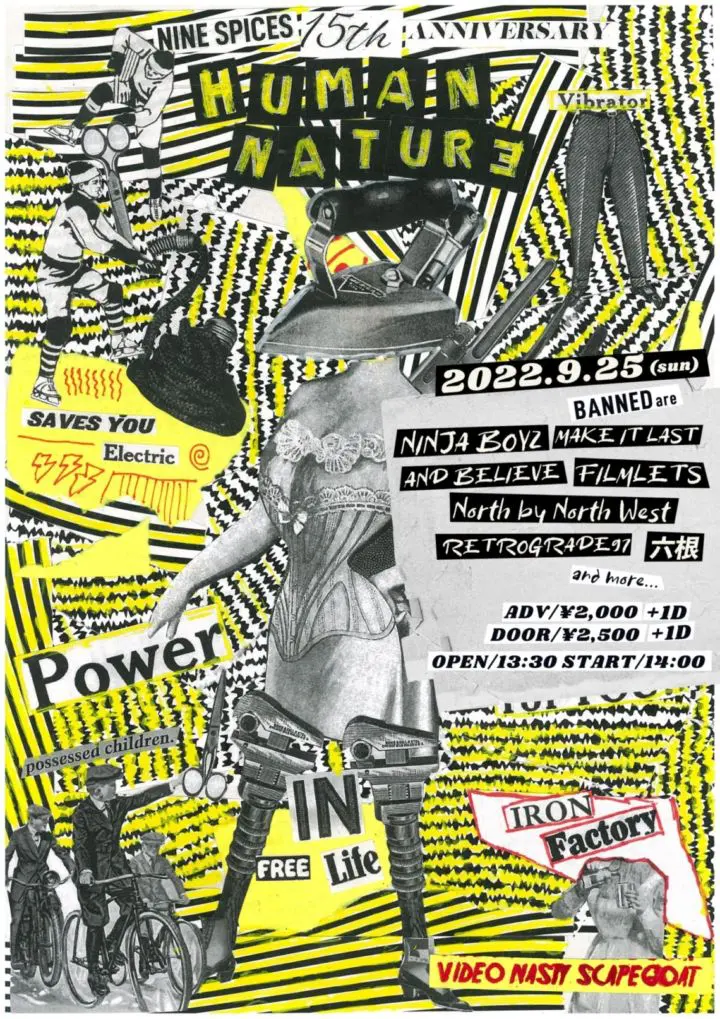 NINE SPICES 15th ANNIVERSARY
HUMAN
NATURE
Vibrator
2022.9.25 (sun)
BANNED are
NINJA BOYZ MAKE IT LAST
AND BELIEVE FILMLETS
North by North West
RETROGRADE97 六根
and more...
ADV/¥2,000 +1D
DOOR/¥2,500 +1D
OPEN/13:30 START/14:00
SAVES YOU
Electric
Power
possessed children.
IN
FREE Life
IRON
Factory
VIDEO NASTY SCAPEGOAT